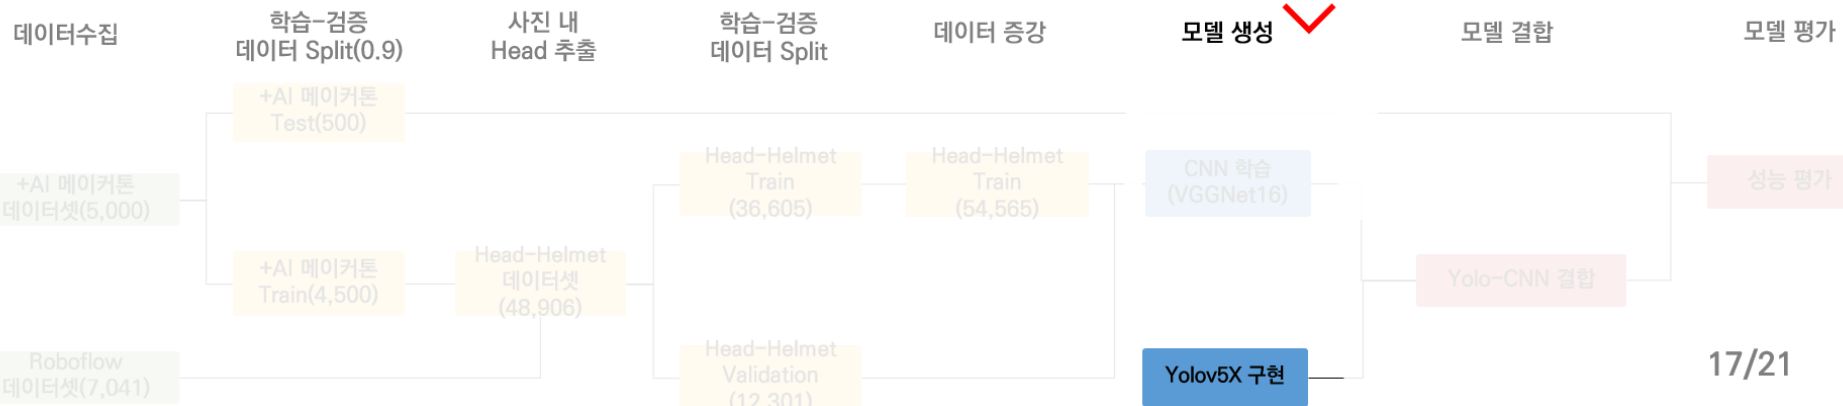 데이터수집
학습-검증
데이터 Split(0.9)
사진 내
Head 추출
학습-검증
데이터 Split
데이터 증강
모델 생성
모델 결합
모델 평가
+AI 메이커톤
Test(500)
+AI 메이커톤
데이터셋(5,000)
Head-Helmet
Train
(36,605)
Head-Helmet
Train
(54,565)
CNN 학습
(VGGNet16)
성능 평가
+AI 메이커톤
Train(4,500)
Head-Helmet
데이터셋
(48,906)
Yolo-CNN 결합
Roboflow
데이터셋(7,041)
Head-Helmet
Validation
(12,301)
Yolov5X 구현
17/21